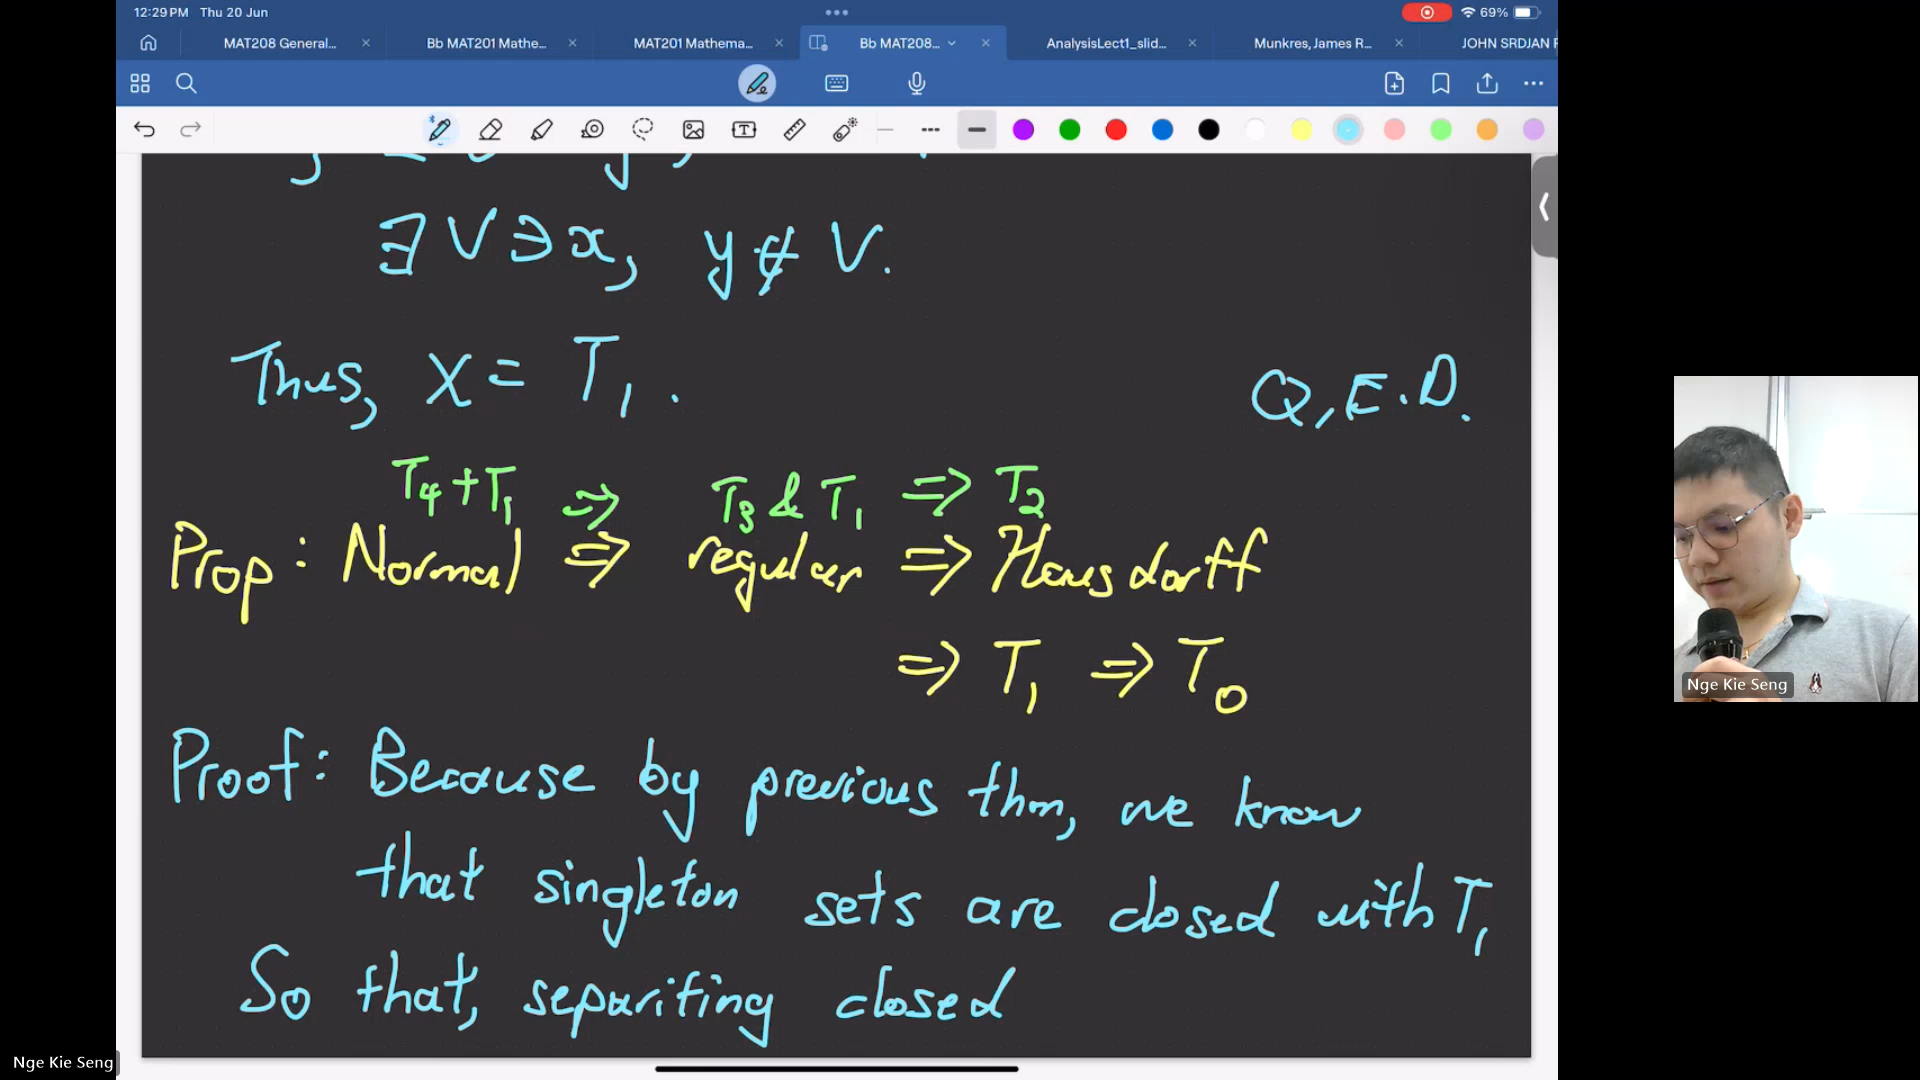 12:29 PM Thu 20 Jun
69%
MAT208 General...
Bb MAT201 Mathe...
MAT201 Mathema...
Bb MAT208...
AnalysisLect1_slid...
Munkres, James R...
JOHN SRDJAN
∃ V ∋ x, y ∉ V.
Thus, X = T₁.
Q.E.D.
T₄ + T₁ ⇒ T₃ & T₁ ⇒ T₂
Prop: Normal ⇒ regular ⇒ Hausdorff
⇒ T₁ ⇒ T₀
Proof: Because by previous thm, we know
that singleton sets are closed with T₁
So that, separiting closed
Nge Kie Seng
Nge Kie Seng